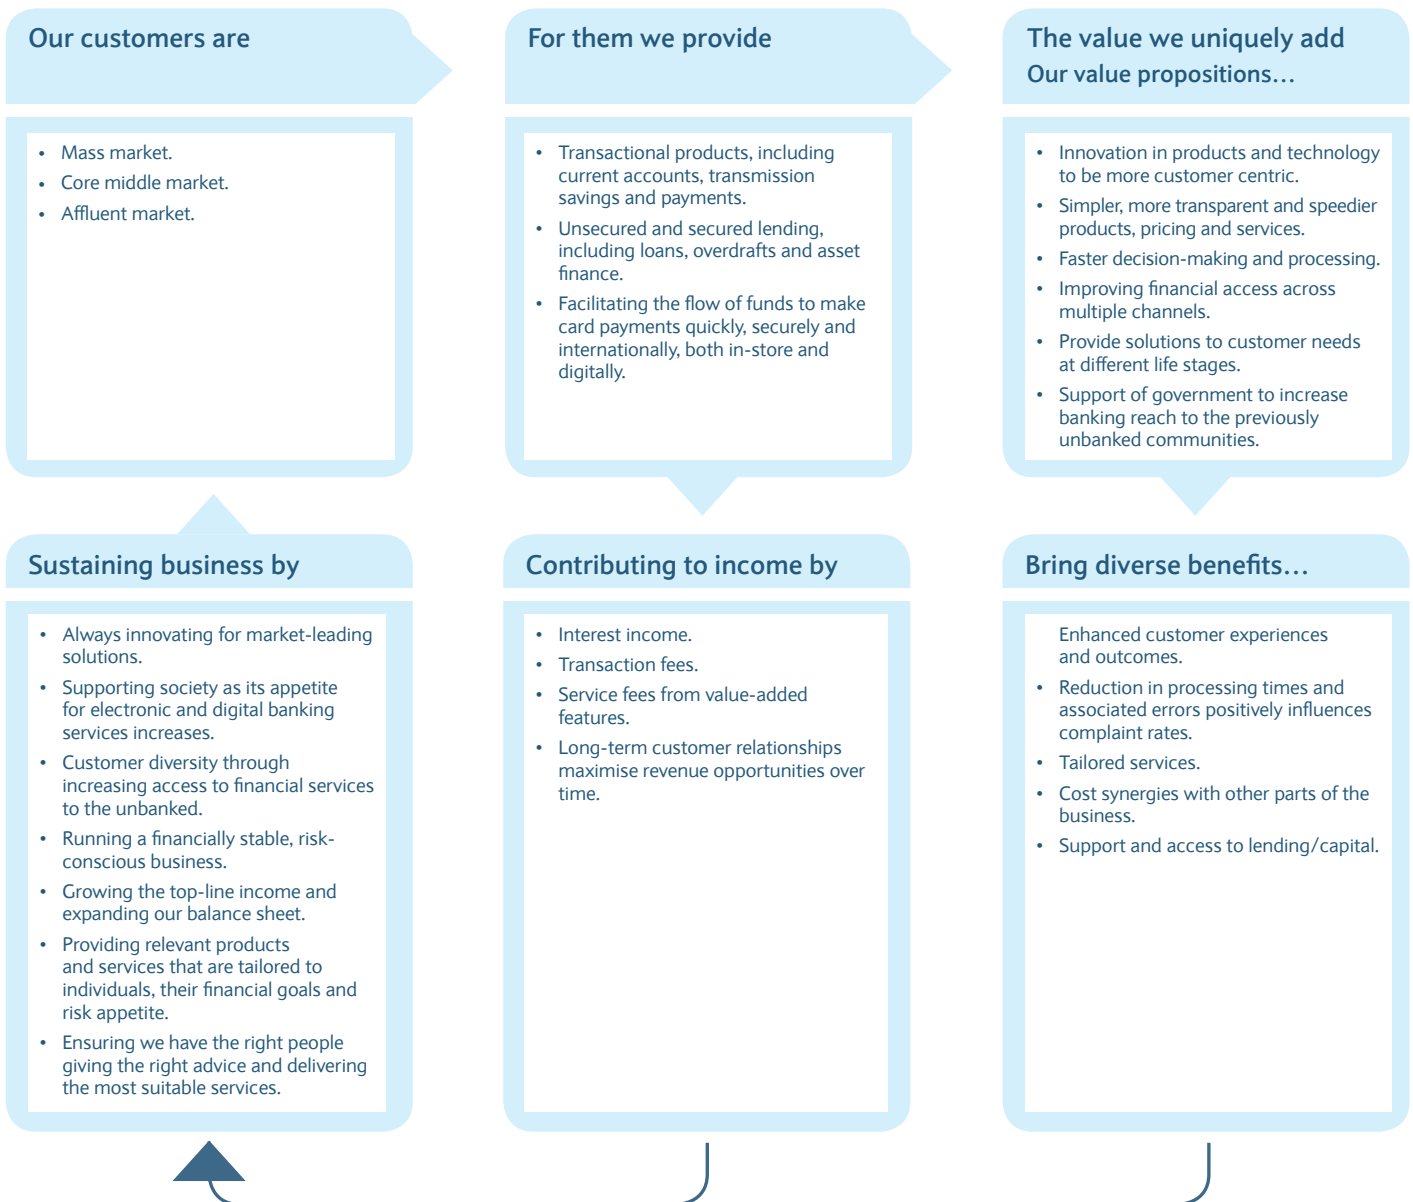 Our customers are
• Mass market.
• Core middle market.
• Affluent market.
For them we provide
• Transactional products, including
current accounts, transmission
savings and payments.
• Unsecured and secured lending,
including loans, overdrafts and asset
finance.
• Facilitating the flow of funds to make
card payments quickly, securely and
internationally, both in-store and
digitally.
The value we uniquely add
Our value propositions…
• Innovation in products and technology
to be more customer centric.
• Simpler, more transparent and speedier
products, pricing and services.
• Faster decision-making and processing.
• Improving financial access across
multiple channels.
• Provide solutions to customer needs
at different life stages.
• Support of government to increase
banking reach to the previously
unbanked communities.
Sustaining business by
• Always innovating for market-leading
solutions.
• Supporting society as its appetite
for electronic and digital banking
services increases.
• Customer diversity through
increasing access to financial services
to the unbanked.
• Running a financially stable, risk-
conscious business.
• Growing the top-line income and
expanding our balance sheet.
• Providing relevant products
and services that are tailored to
individuals, their financial goals and
risk appetite.
• Ensuring we have the right people
giving the right advice and delivering
the most suitable services.
Contributing to income by
• Interest income.
• Transaction fees.
• Service fees from value-added
features.
• Long-term customer relationships
maximise revenue opportunities over
time.
Bring diverse benefits…
Enhanced customer experiences
and outcomes.
• Reduction in processing times and
associated errors positively influences
complaint rates.
• Tailored services.
• Cost synergies with other parts of the
business.
• Support and access to lending/capital.